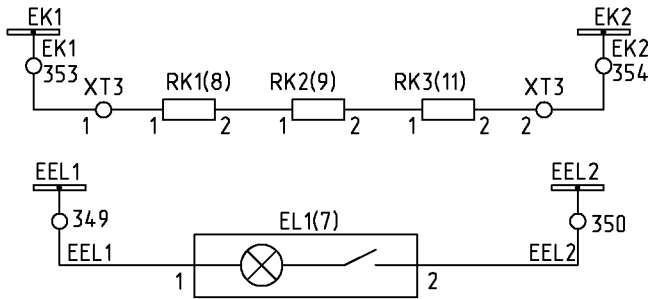 EK1 EK2
EK1 EK2
353 354
XT3 RK1(8) RK2(9) RK3(11) XT3
1 1 2 1 2 1 2 2
EEL1 EEL2
349 EL1(7) 350
EEL1 EEL2
1 2